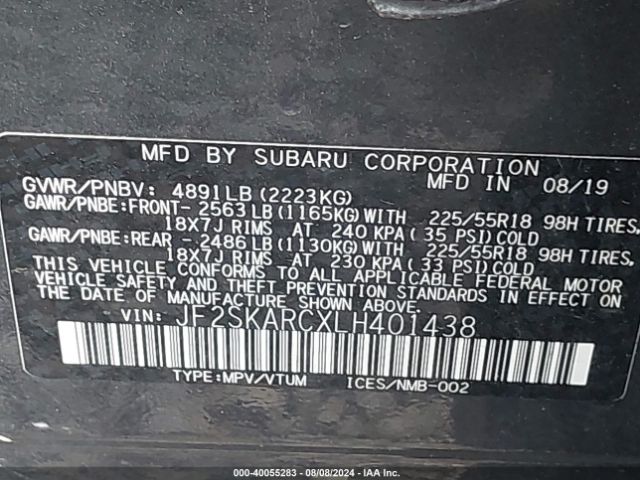 MFD BY SUBARU CORPORATION
GVWR/PNBV: 4891LB (2223KG) MFD IN 08/19
GAWR/PNBE:FRONT- 2563LB(1165KG)WITH 225/55R18 98H TIRES,
18X7J RIMS AT 240 KPA( 35 PSI)COLD
GAWR/PNBE:REAR - 2486LB(1130KG)WITH 225/55R18 98H TIRES,
18X7J RIMS AT 230 KPA( 33 PSI)COLD
THIS VEHICLE CONFORMS TO ALL APPLICABLE FEDERAL MOTOR
VEHICLE SAFETY AND THEFT PREVENTION STANDARDS IN EFFECT ON
THE DATE OF MANUFACTURE SHOWN ABOVE.
VIN: JF2SKARCXLH401438
TYPE:MPV/VTUM ICES/NMB-002
000-40055283 - 08/08/2024 - IAA Inc.